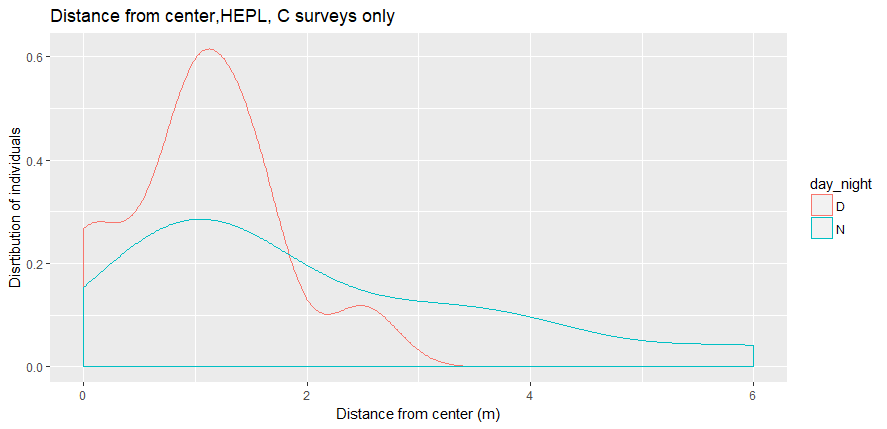 Distance from center,HEPL, C surveys only
Disrtibution of individuals
0.6
0.4
0.2
0.0
0
2
4
6
Distance from center (m)
day_night
D
N